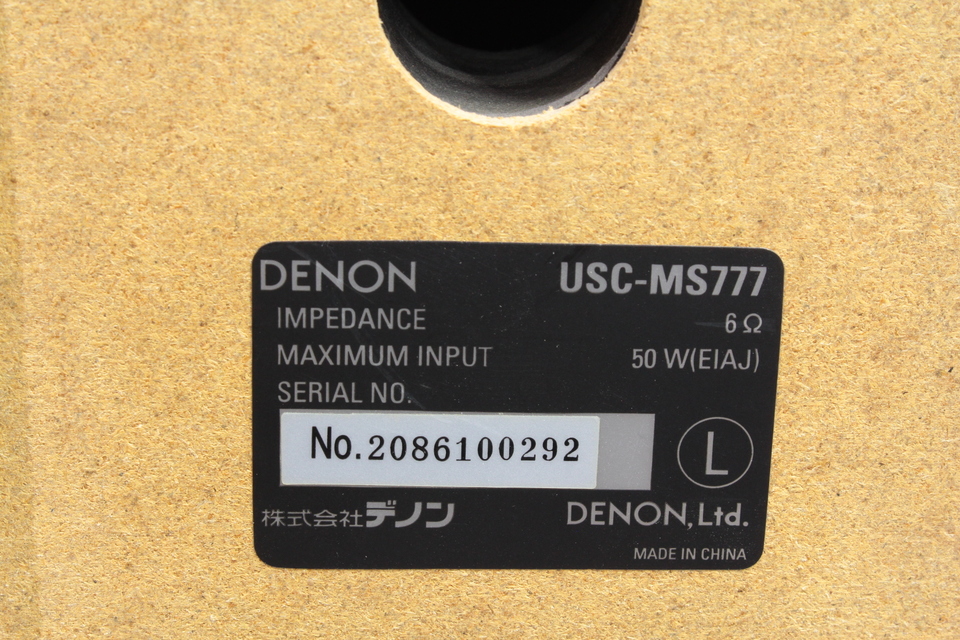 DENON USC-MS777
IMPEDANCE 6Ω
MAXIMUM INPUT 50 W(EIAJ)
SERIAL NO.
No.2086100292
L
株式会社デノン DENON,Ltd.
MADE IN CHINA